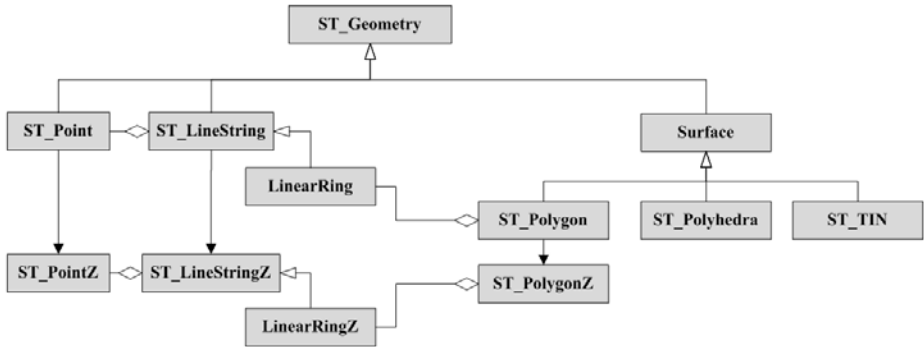 ST_Geometry
ST_Point
ST_LineString
Surface
LinearRing
ST_Polygon
ST_Polyhedra
ST_TIN
ST_PointZ
ST_LineStringZ
ST_PolygonZ
LinearRingZ